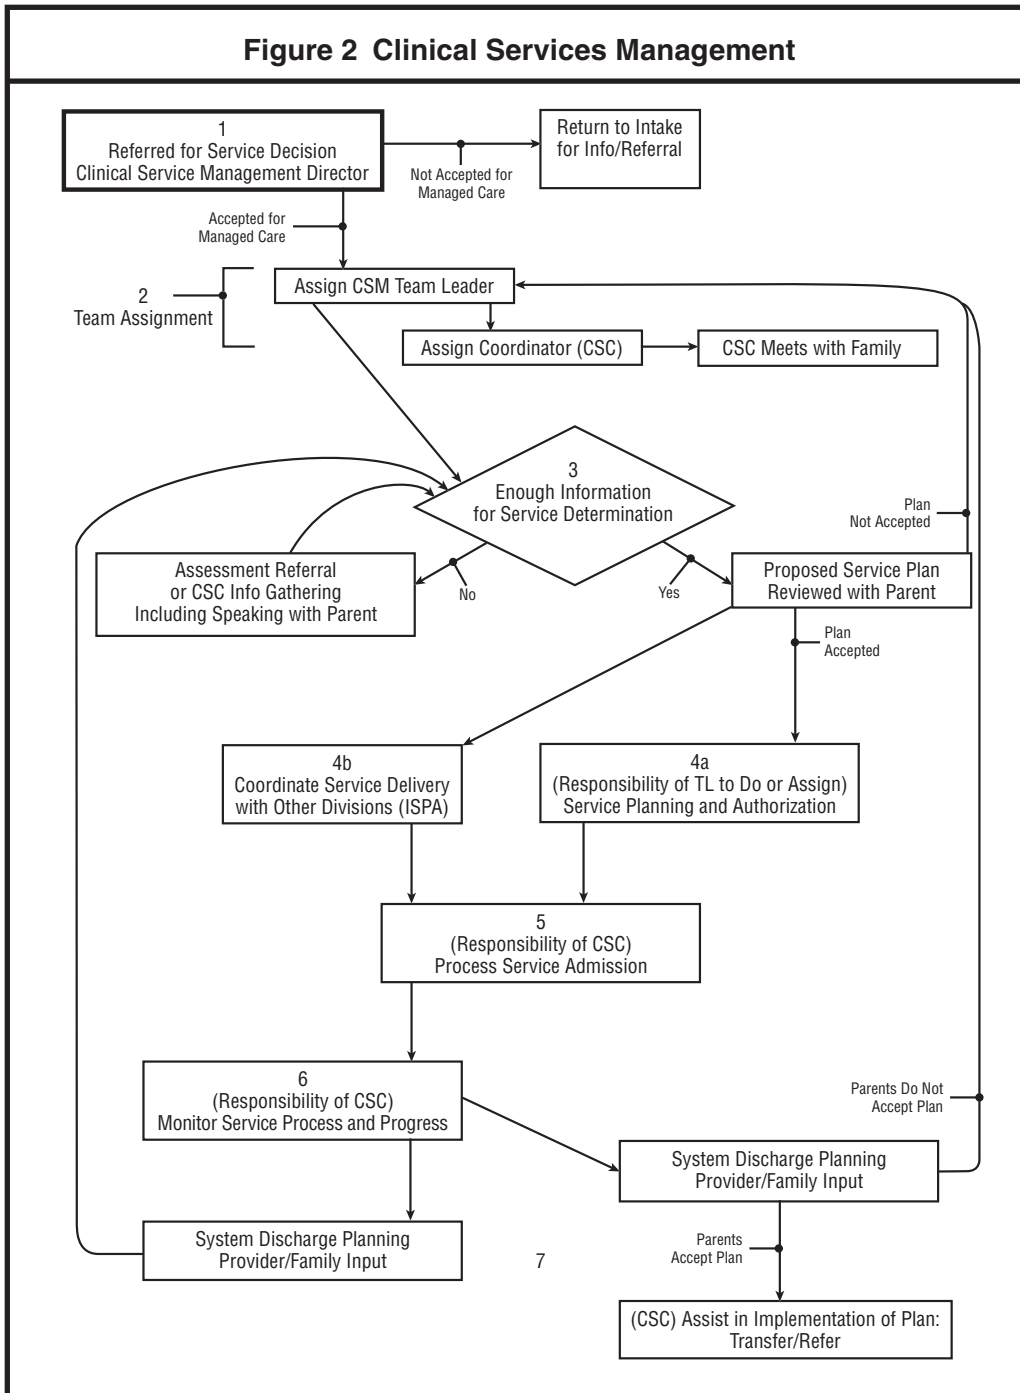 Figure 2 Clinical Services Management
1
Referred for Service Decision
Clinical Service Management Director
Return to Intake
for Info/Referral
Not Accepted for
Managed Care
Accepted for
Managed Care
2
Team Assignment
Assign CSM Team Leader
Assign Coordinator (CSC)
CSC Meets with Family
3
Enough Information
for Service Determination
Plan
Not Accepted
Assessment Referral
or CSC Info Gathering
Including Speaking with Parent
No
Yes
Proposed Service Plan
Reviewed with Parent
Plan
Accepted
4b
Coordinate Service Delivery
with Other Divisions (ISPA)
4a
(Responsibility of TL to Do or Assign)
Service Planning and Authorization
5
(Responsibility of CSC)
Process Service Admission
6
(Responsibility of CSC)
Monitor Service Process and Progress
Parents Do Not
Accept Plan
System Discharge Planning
Provider/Family Input
System Discharge Planning
Provider/Family Input
7
Parents
Accept Plan
(CSC) Assist in Implementation of Plan:
Transfer/Refer